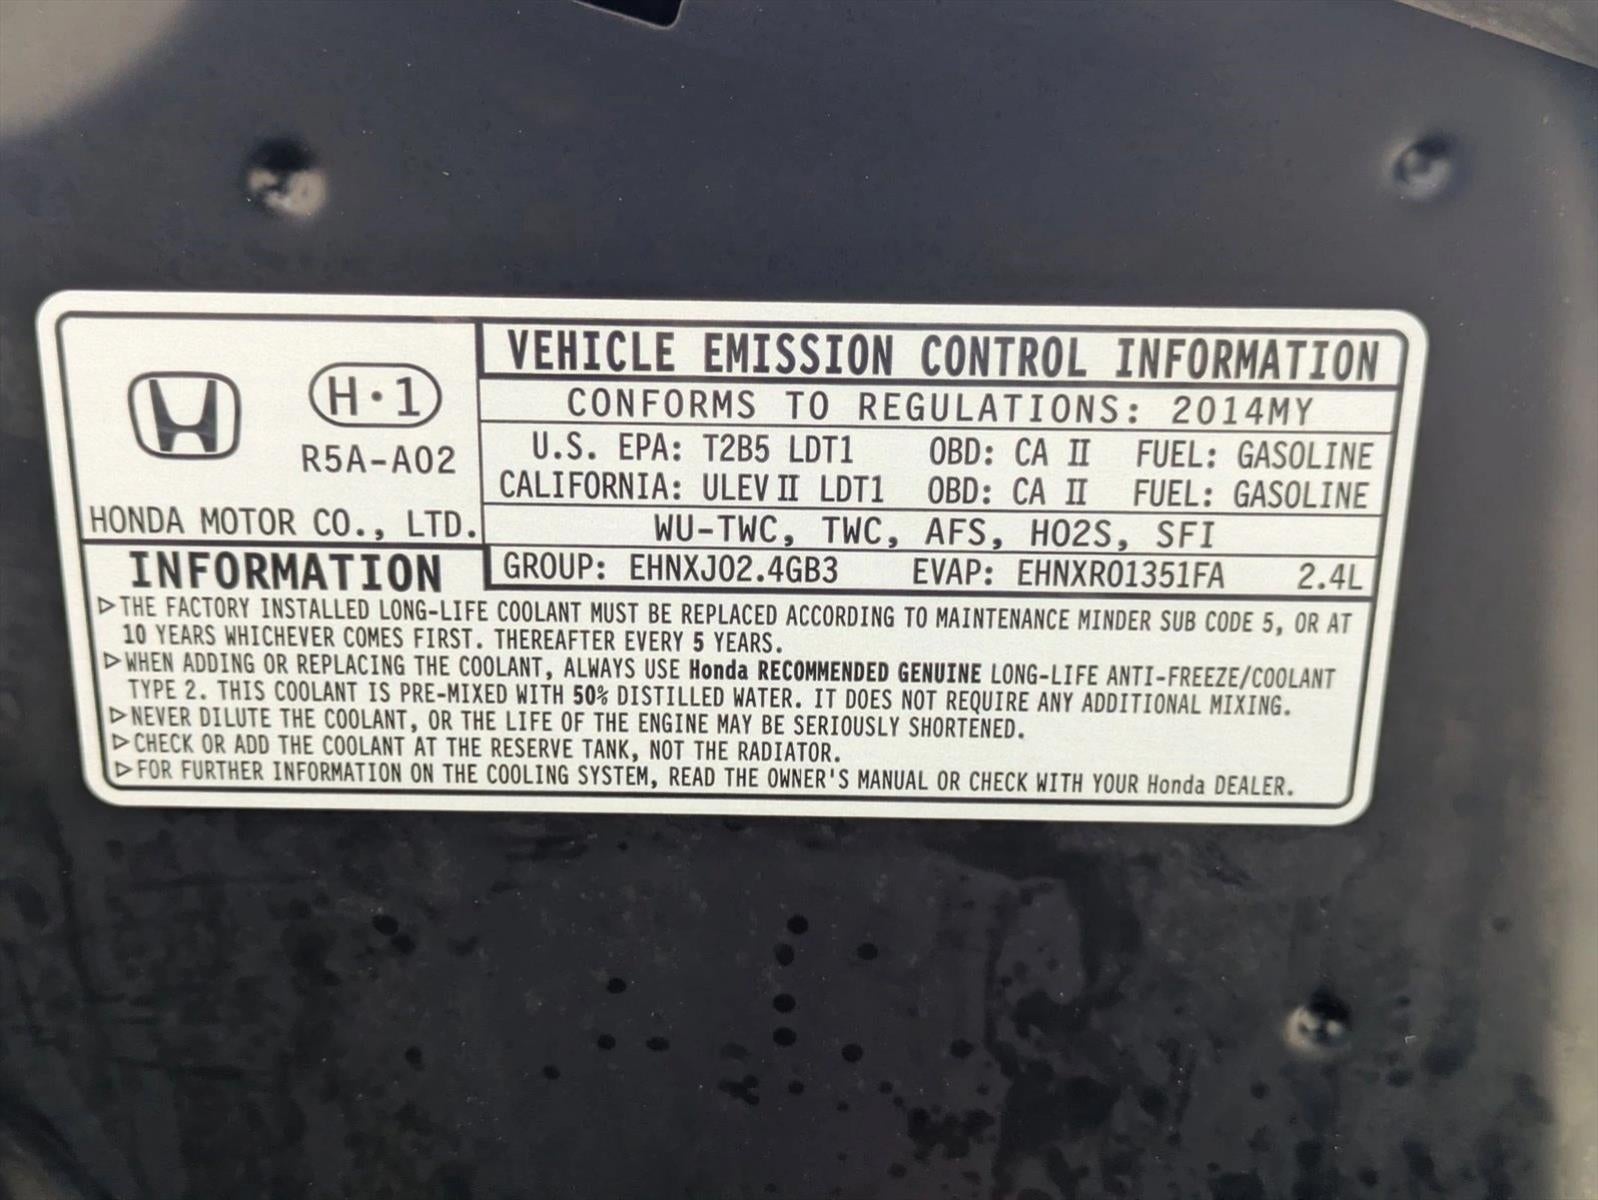 VEHICLE EMISSION CONTROL INFORMATION
H·1
CONFORMS TO REGULATIONS: 2014MY
R5A-A02
U.S. EPA: T2B5 LDT1 OBD: CA II FUEL: GASOLINE
CALIFORNIA: ULEV II LDT1 OBD: CA II FUEL: GASOLINE
HONDA MOTOR CO., LTD.
WU-TWC, TWC, AFS, HO2S, SFI
INFORMATION
GROUP: EHNXJ02.4GB3 EVAP: EHNXR01351FA 2.4L
▷THE FACTORY INSTALLED LONG-LIFE COOLANT MUST BE REPLACED ACCORDING TO MAINTENANCE MINDER SUB CODE 5, OR AT
10 YEARS WHICHEVER COMES FIRST. THEREAFTER EVERY 5 YEARS.
▷WHEN ADDING OR REPLACING THE COOLANT, ALWAYS USE Honda RECOMMENDED GENUINE LONG-LIFE ANTI-FREEZE/COOLANT
TYPE 2. THIS COOLANT IS PRE-MIXED WITH 50% DISTILLED WATER. IT DOES NOT REQUIRE ANY ADDITIONAL MIXING.
▷NEVER DILUTE THE COOLANT, OR THE LIFE OF THE ENGINE MAY BE SERIOUSLY SHORTENED.
▷CHECK OR ADD THE COOLANT AT THE RESERVE TANK, NOT THE RADIATOR.
▷FOR FURTHER INFORMATION ON THE COOLING SYSTEM, READ THE OWNER'S MANUAL OR CHECK WITH YOUR Honda DEALER.